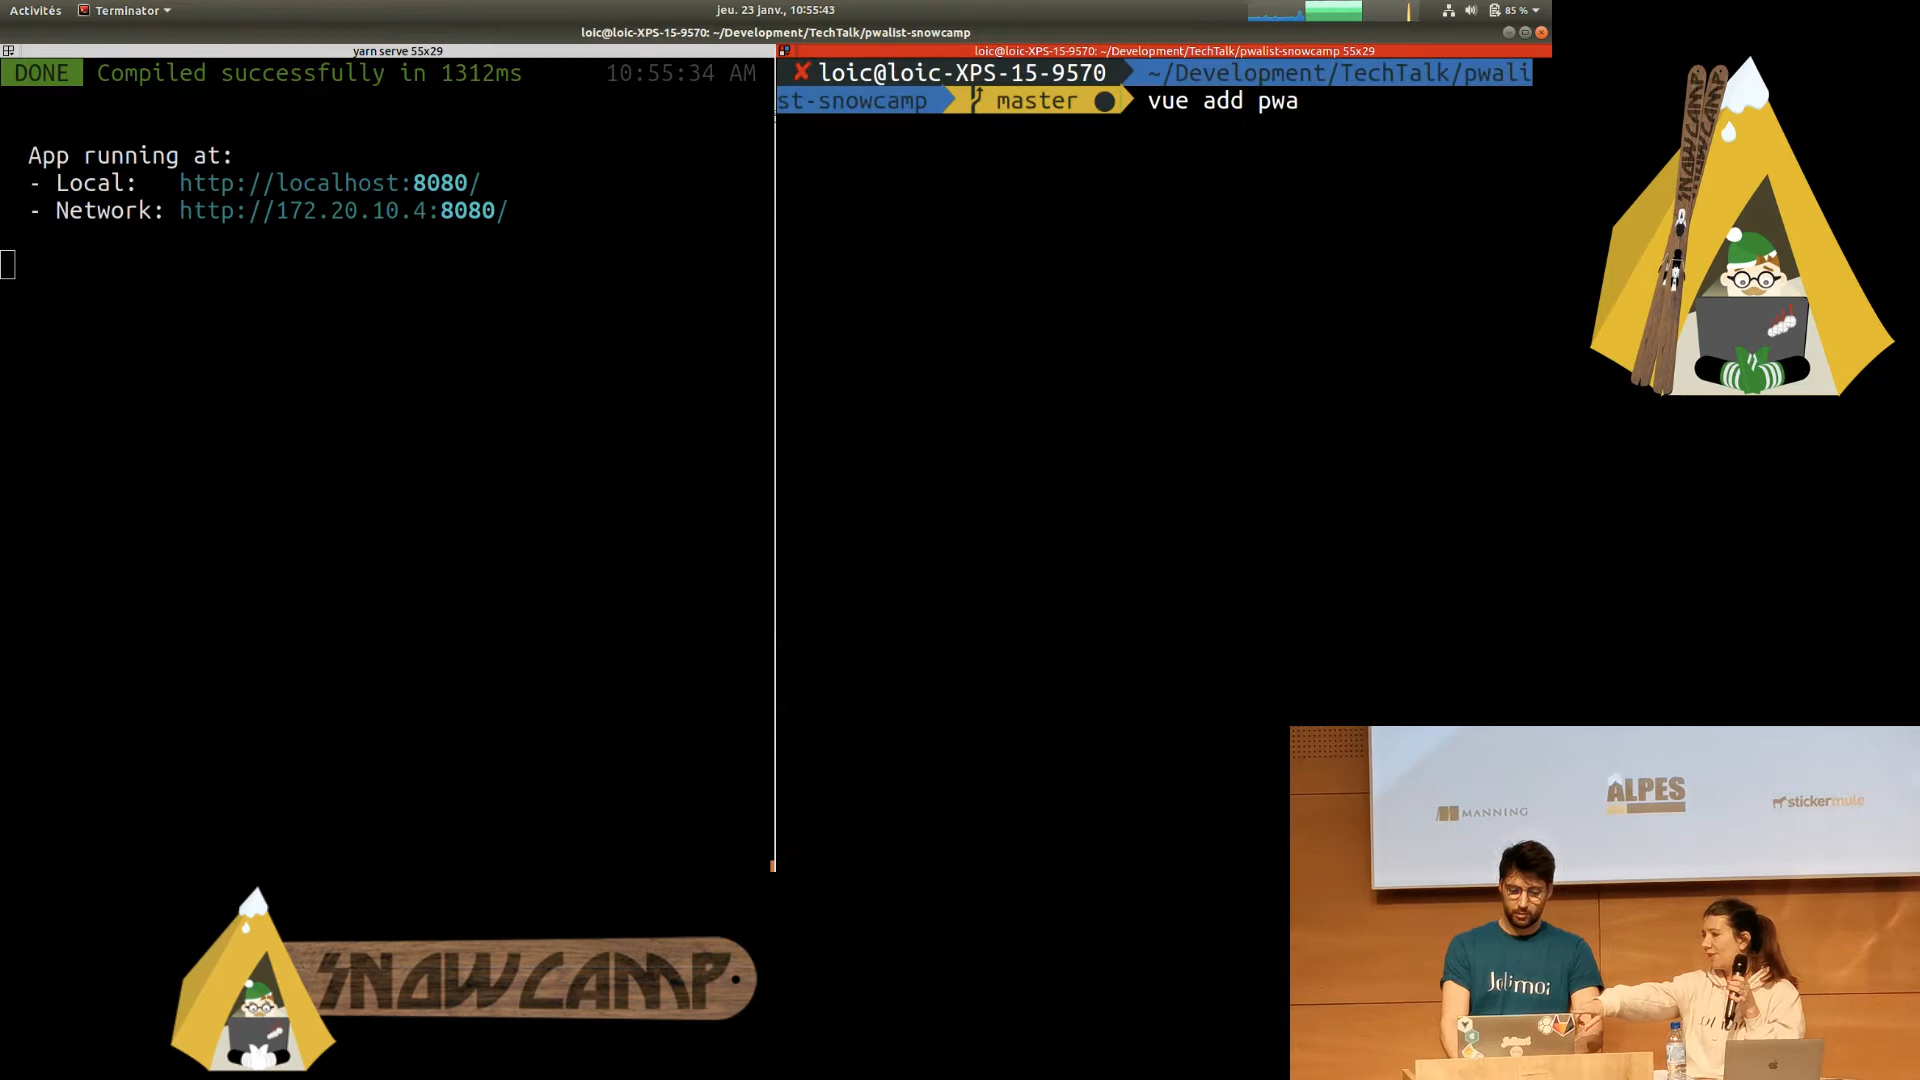 Activités Terminator jeu. 23 janv., 10:55:43 85 %
loic@loic-XPS-15-9570: ~/Development/TechTalk/pwalist-snowcamp
yarn serve 55x29
loic@loic-XPS-15-9570: ~/Development/TechTalk/pwalist-snowcamp 55x29
DONE Compiled successfully in 1312ms 10:55:34 AM
App running at:
- Local: http://localhost:8080/
- Network: http://172.20.10.4:8080/
✘ loic@loic-XPS-15-9570 ~/Development/TechTalk/pwali
st-snowcamp master ● vue add pwa
SNOWCAMP
SNOWCAMP
SNOWCAMP
MANNING
ALPES
stickermule
Jolimoi